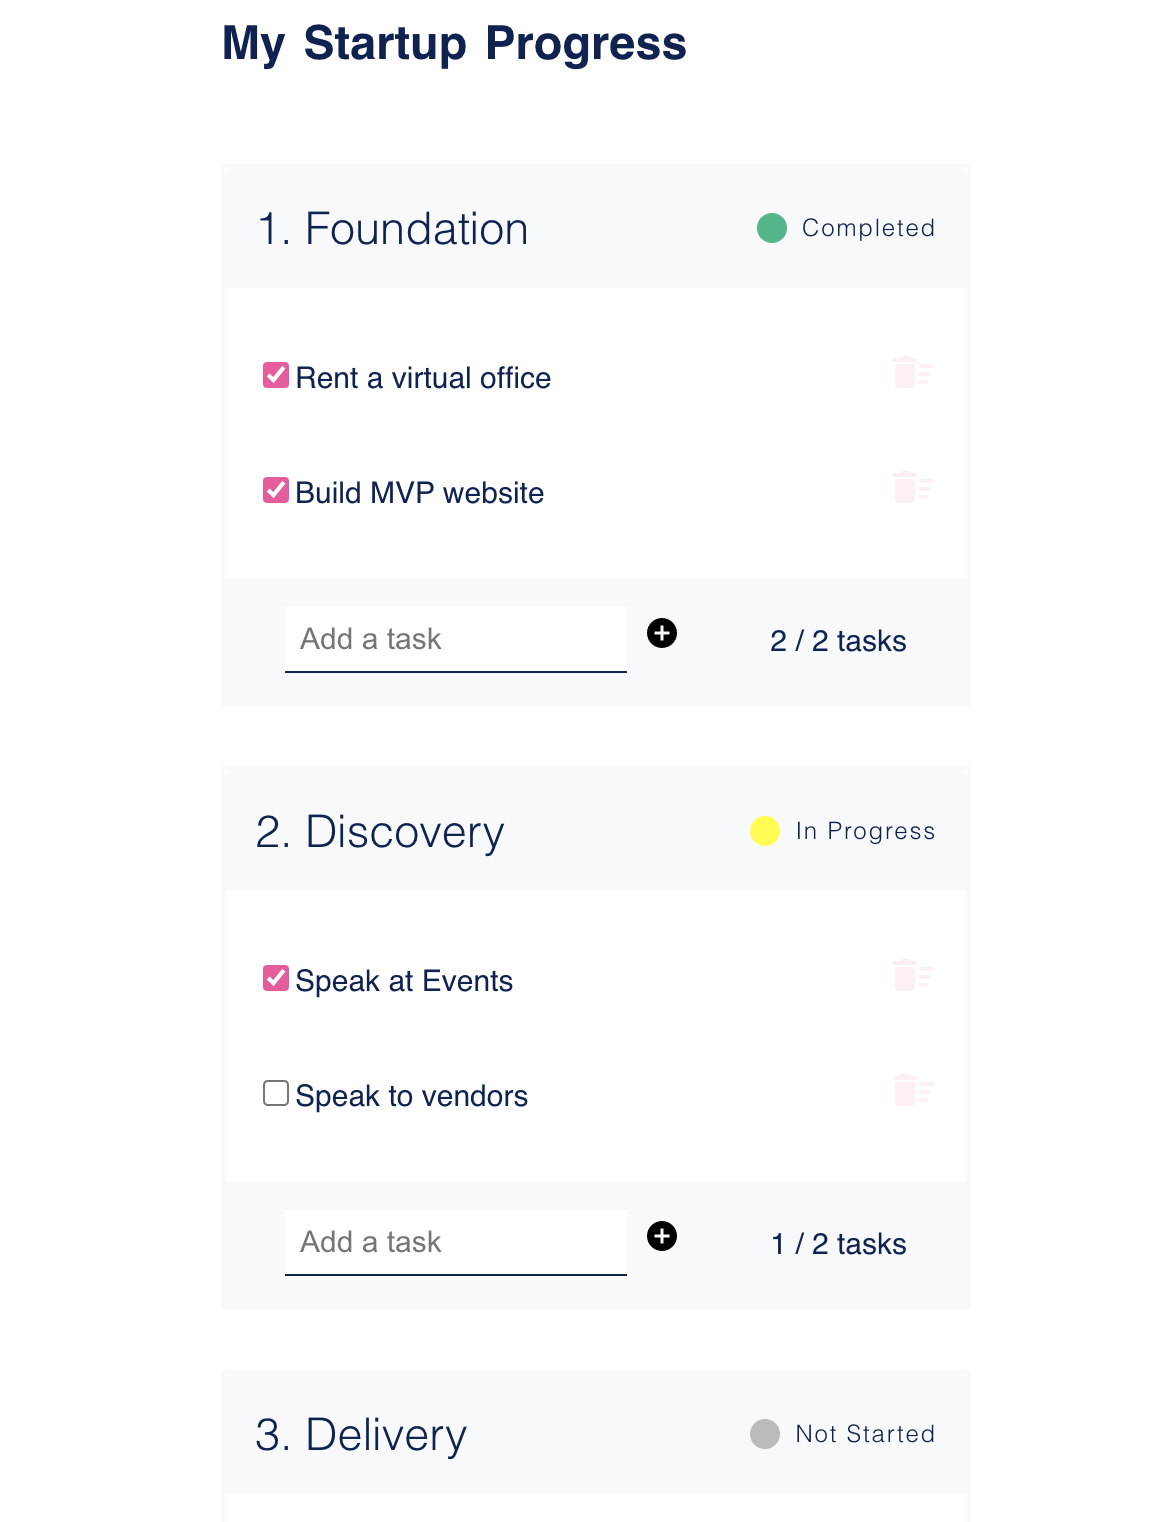 My Startup Progress
1. Foundation
Completed
Rent a virtual office
Build MVP website
Add a task
2 / 2 tasks
2. Discovery
In Progress
Speak at Events
Speak to vendors
Add a task
1 / 2 tasks
3. Delivery
Not Started